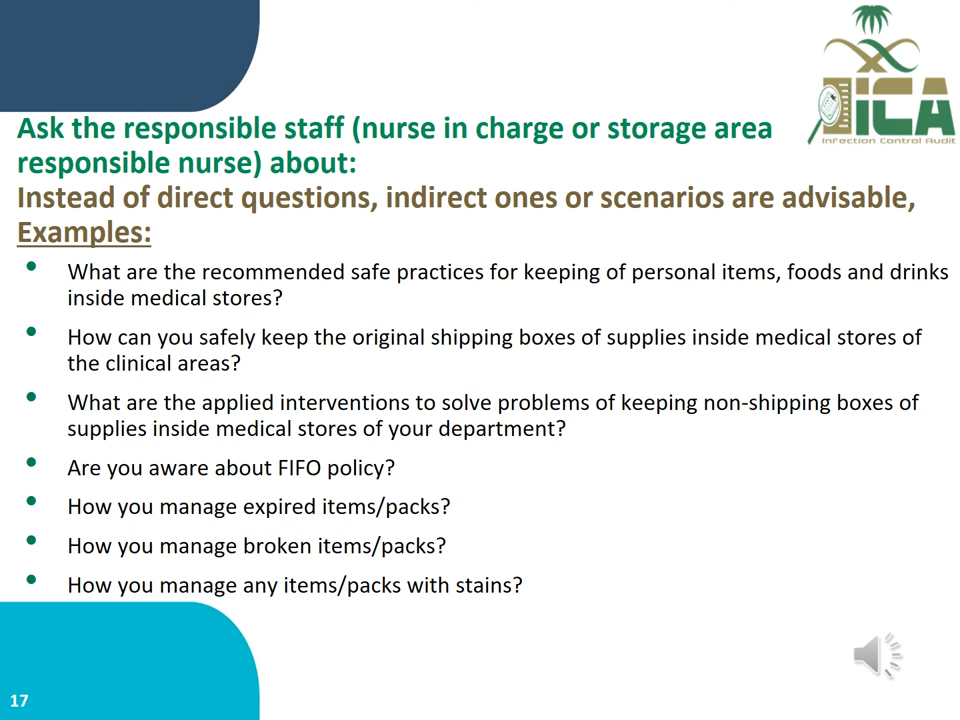 ICA
Infection Control Audit
Ask the responsible staff (nurse in charge or storage area
responsible nurse) about:
Instead of direct questions, indirect ones or scenarios are advisable,
Examples:
• What are the recommended safe practices for keeping of personal items, foods and drinks
inside medical stores?
• How can you safely keep the original shipping boxes of supplies inside medical stores of
the clinical areas?
• What are the applied interventions to solve problems of keeping non-shipping boxes of
supplies inside medical stores of your department?
• Are you aware about FIFO policy?
• How you manage expired items/packs?
• How you manage broken items/packs?
• How you manage any items/packs with stains?
17